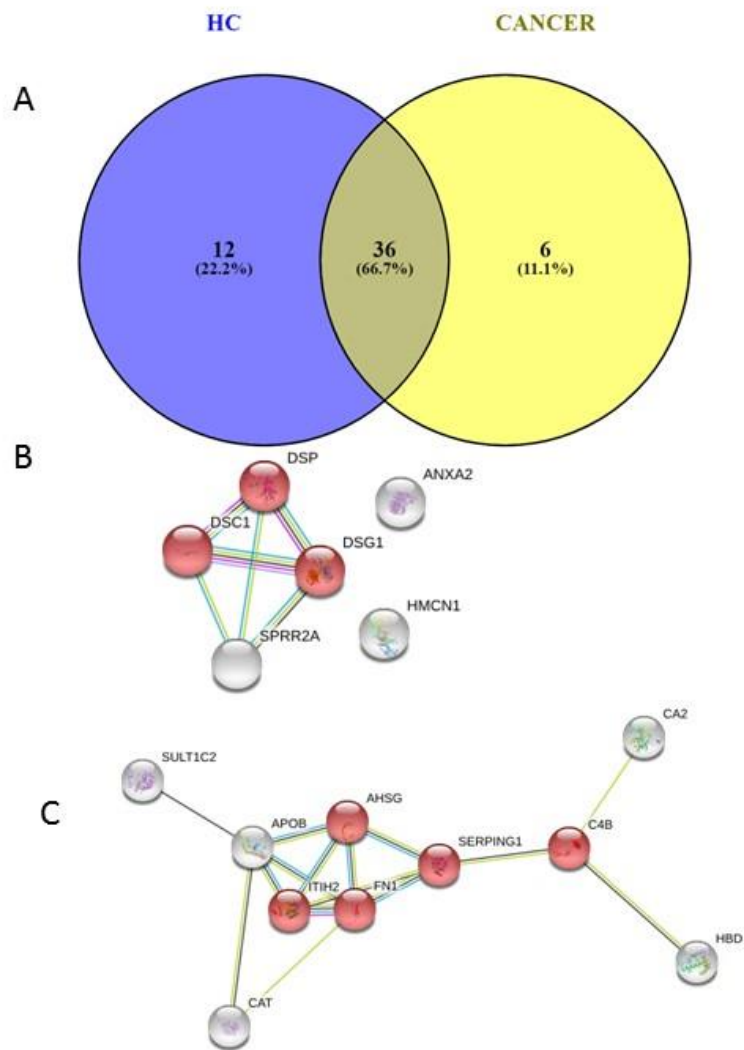 HC CANCER
A
12 36 6
(22.2%) (66.7%) (11.1%)
B
DSP
ANXA2
DSC1
DSG1
HMCN1
SPRR2A
CA2
SULT1C2
C
AHSG
APOB
SERPING1
C4B
ITIH2
FN1
HBD
CAT